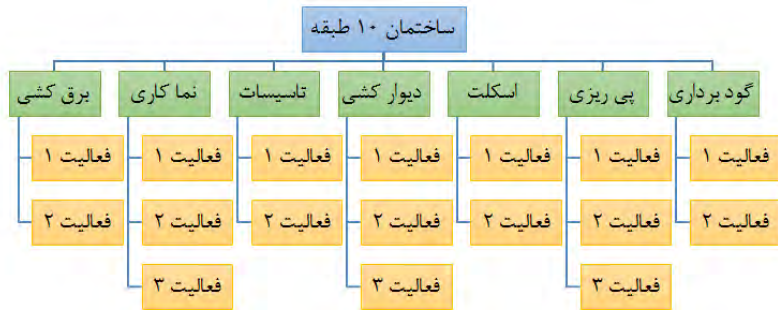 ساختمان ۱۰ طبقه
گود برداری
پی ریزی
اسکلت
دیوار کشی
تاسیسات
نما کاری
برق کشی
فعالیت ۱
فعالیت ۱
فعالیت ۱
فعالیت ۱
فعالیت ۱
فعالیت ۱
فعالیت ۱
فعالیت ۲
فعالیت ۲
فعالیت ۲
فعالیت ۲
فعالیت ۲
فعالیت ۲
فعالیت ۲
فعالیت ۳
فعالیت ۳
فعالیت ۳